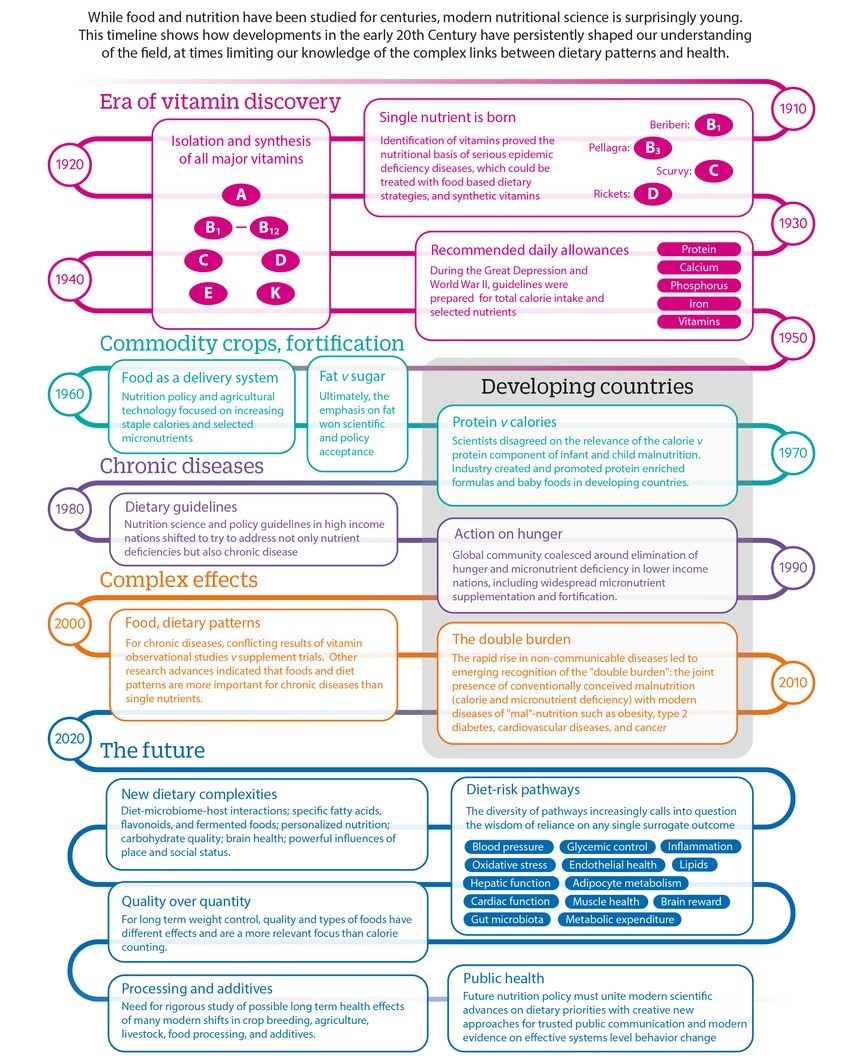 While food and nutrition have been studied for centuries, modern nutritional science is surprisingly young.
This timeline shows how developments in the early 20th Century have persistently shaped our understanding
of the field, at times limiting our knowledge of the complex links between dietary patterns and health.
Era of vitamin discovery
1910
Single nutrient is born
Identification of vitamins proved the
nutritional basis of serious epidemic
deficiency diseases, which could be
treated with food based dietary
strategies, and synthetic vitamins
Beriberi: B1
Pellagra: B3
Scurvy: C
Rickets: D
1920
Isolation and synthesis
of all major vitamins
A
B1 – B12
C D
E K
1930
Recommended daily allowances
During the Great Depression and
World War II, guidelines were
prepared for total calorie intake and
selected nutrients
Protein
Calcium
Phosphorus
Iron
Vitamins
1940
1950
Commodity crops, fortification
1960
Food as a delivery system
Nutrition policy and agricultural
technology focused on increasing
staple calories and selected
micronutrients
Fat v sugar
Ultimately, the
emphasis on fat
won scientific
and policy
acceptance
Developing countries
Protein v calories
Scientists disagreed on the relevance of the calorie v
protein component of infant and child malnutrition.
Industry created and promoted protein enriched
formulas and baby foods in developing countries.
1970
Chronic diseases
1980
Dietary guidelines
Nutrition science and policy guidelines in high income
nations shifted to try to address not only nutrient
deficiencies but also chronic disease
Action on hunger
Global community coalesced around elimination of
hunger and micronutrient deficiency in lower income
nations, including widespread micronutrient
supplementation and fortification.
1990
Complex effects
2000
Food, dietary patterns
For chronic diseases, conflicting results of vitamin
observational studies v supplement trials. Other
research advances indicated that foods and diet
patterns are more important for chronic diseases than
single nutrients.
The double burden
The rapid rise in non-communicable diseases led to
emerging recognition of the "double burden": the joint
presence of conventionally conceived malnutrition
(calorie and micronutrient deficiency) with modern
diseases of "mal"-nutrition such as obesity, type 2
diabetes, cardiovascular diseases, and cancer
2010
2020
The future
New dietary complexities
Diet-microbiome-host interactions; specific fatty acids,
flavonoids, and fermented foods; personalized nutrition;
carbohydrate quality; brain health; powerful influences of
place and social status.
Diet-risk pathways
The diversity of pathways increasingly calls into question
the wisdom of reliance on any single surrogate outcome
Blood pressure Glycemic control Inflammation
Oxidative stress Endothelial health Lipids
Hepatic function Adipocyte metabolism
Cardiac function Muscle health Brain reward
Gut microbiota Metabolic expenditure
Quality over quantity
For long term weight control, quality and types of foods have
different effects and are a more relevant focus than calorie
counting.
Processing and additives
Need for rigorous study of possible long term health effects
of many modern shifts in crop breeding, agriculture,
livestock, food processing, and additives.
Public health
Future nutrition policy must unite modern scientific
advances on dietary priorities with creative new
approaches for trusted public communication and modern
evidence on effective systems level behavior change